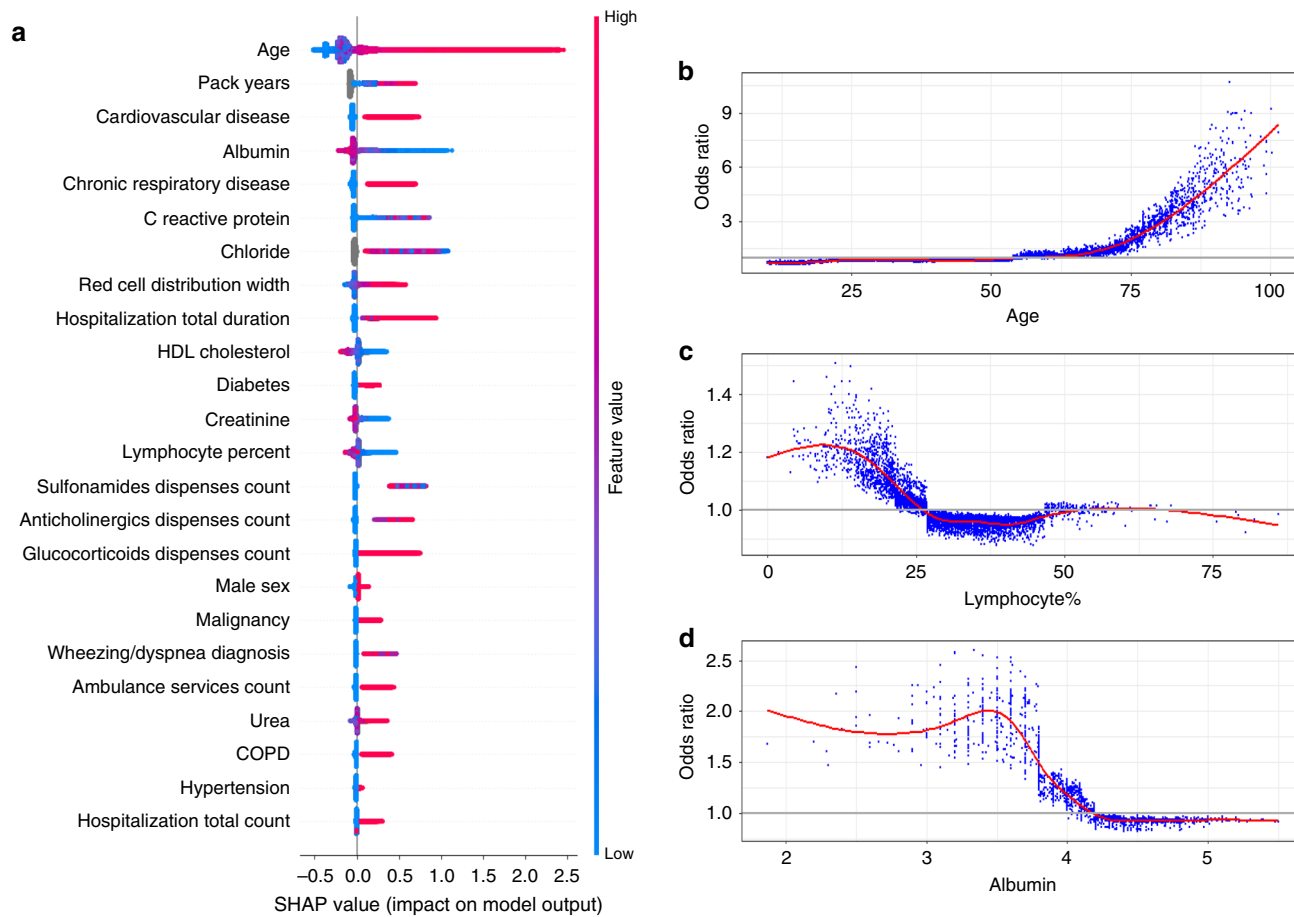 a
Age
Pack years
Cardiovascular disease
Albumin
Chronic respiratory disease
C reactive protein
Chloride
Red cell distribution width
Hospitalization total duration
HDL cholesterol
Diabetes
Creatinine
Lymphocyte percent
Sulfonamides dispenses count
Anticholinergics dispenses count
Glucocorticoids dispenses count
Male sex
Malignancy
Wheezing/dyspnea diagnosis
Ambulance services count
Urea
COPD
Hypertension
Hospitalization total count
–0.5 0.0 0.5 1.0 1.5 2.0 2.5
SHAP value (impact on model output)
High
Feature value
Low
b
Odds ratio
9
6
3
25 50 75 100
Age
c
Odds ratio
1.4
1.2
1.0
0 25 50 75
Lymphocyte%
d
Odds ratio
2.5
2.0
1.5
1.0
2 3 4 5
Albumin